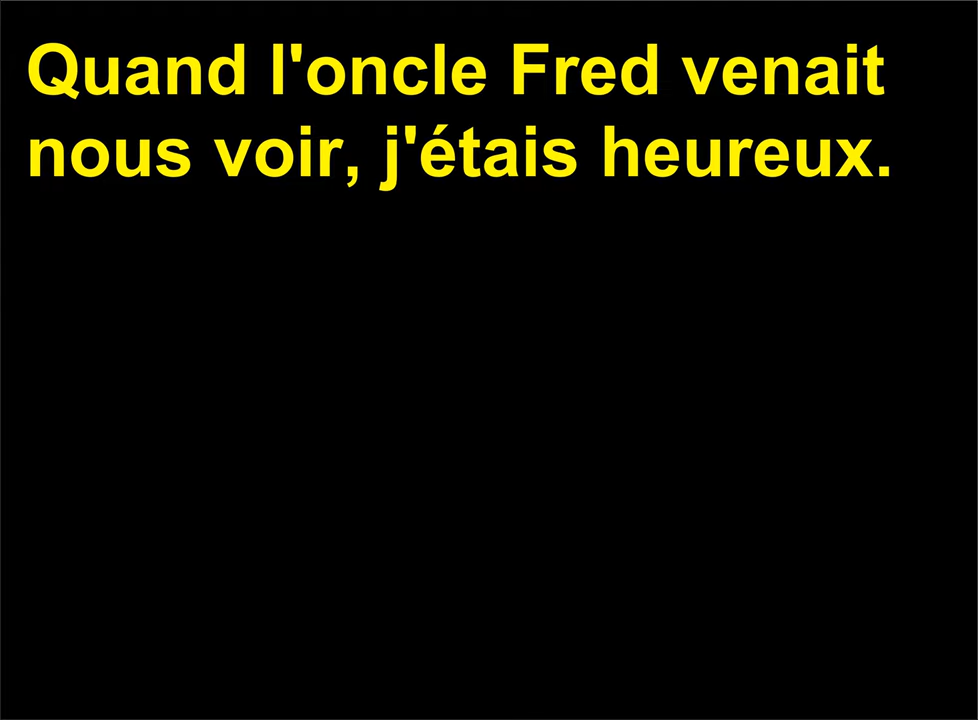 Quand l'oncle Fred venait
nous voir, j'étais heureux.